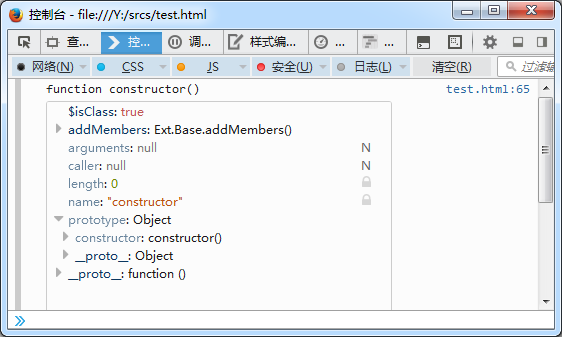 控制台 - file:///Y:/srcs/test.html
查... 控... 调... 样式编... ... ...
网络(N) CSS JS 安全(U) 日志(L) 清空(R) 过滤
function constructor() test.html:65
$isClass: true
addMembers: Ext.Base.addMembers()
arguments: null N
caller: null N
length: 0
name: "constructor"
prototype: Object
constructor: constructor()
__proto__: Object
__proto__: function ()